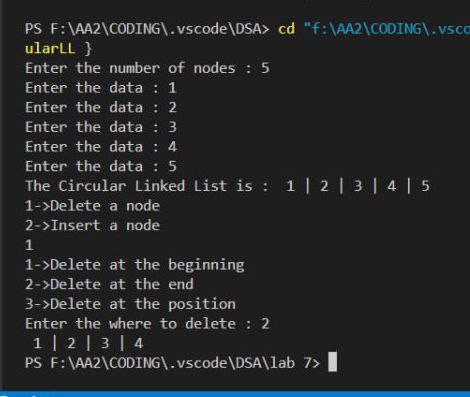 PS F:\AA2\CODING\.vscode\DSA> cd "f:\AA2\CODING\.vsco
ularLL }
Enter the number of nodes : 5
Enter the data : 1
Enter the data : 2
Enter the data : 3
Enter the data : 4
Enter the data : 5
The Circular Linked List is :  1 | 2 | 3 | 4 | 5
1->Delete a node
2->Insert a node
1
1->Delete at the beginning
2->Delete at the end
3->Delete at the position
Enter the where to delete : 2
 1 | 2 | 3 | 4
PS F:\AA2\CODING\.vscode\DSA\lab 7>